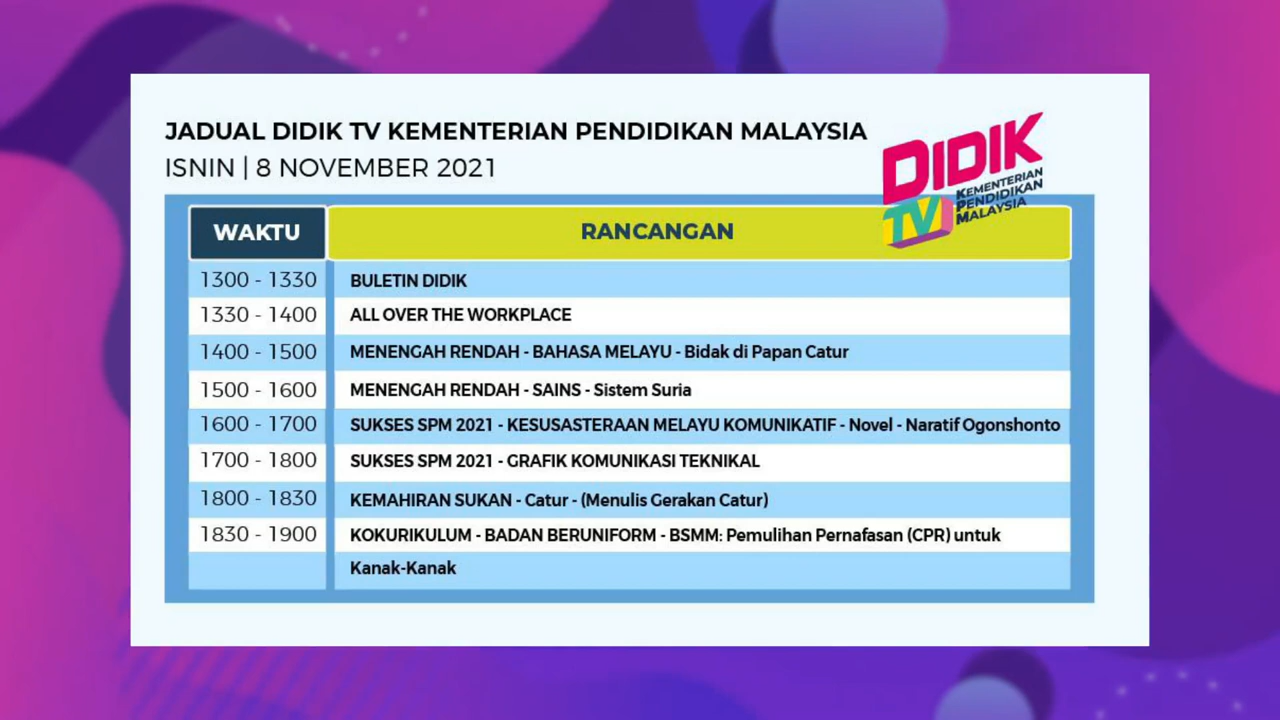 JADUAL DIDIK TV KEMENTERIAN PENDIDIKAN MALAYSIA
ISNIN | 8 NOVEMBER 2021
DIDIK
TV
KEMENTERIAN
PENDIDIKAN
MALAYSIA
WAKTU RANCANGAN
1300 - 1330 BULETIN DIDIK
1330 - 1400 ALL OVER THE WORKPLACE
1400 - 1500 MENENGAH RENDAH - BAHASA MELAYU - Bidak di Papan Catur
1500 - 1600 MENENGAH RENDAH - SAINS - Sistem Suria
1600 - 1700 SUKSES SPM 2021 - KESUSASTERAAN MELAYU KOMUNIKATIF - Novel - Naratif Ogonshonto
1700 - 1800 SUKSES SPM 2021 - GRAFIK KOMUNIKASI TEKNIKAL
1800 - 1830 KEMAHIRAN SUKAN - Catur - (Menulis Gerakan Catur)
1830 - 1900 KOKURIKULUM - BADAN BERUNIFORM - BSMM: Pemulihan Pernafasan (CPR) untuk
Kanak-Kanak